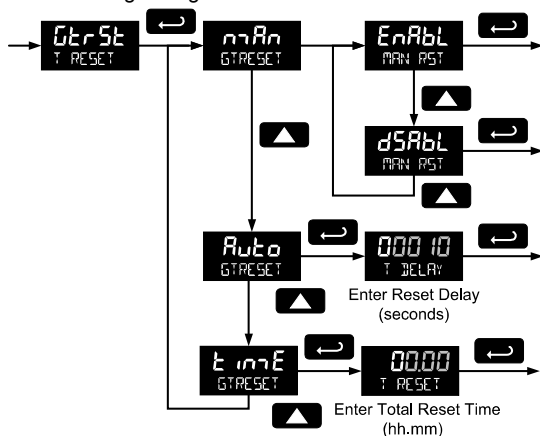 GtrSt
T RESET
mAn
GTRESET
EnAbL
MAN RST
dSAbL
MAN RST
Auto
GTRESET
00010
T DELAY
Enter Reset Delay
(seconds)
timE
GTRESET
00.00
T RESET
Enter Total Reset Time
(hh.mm)